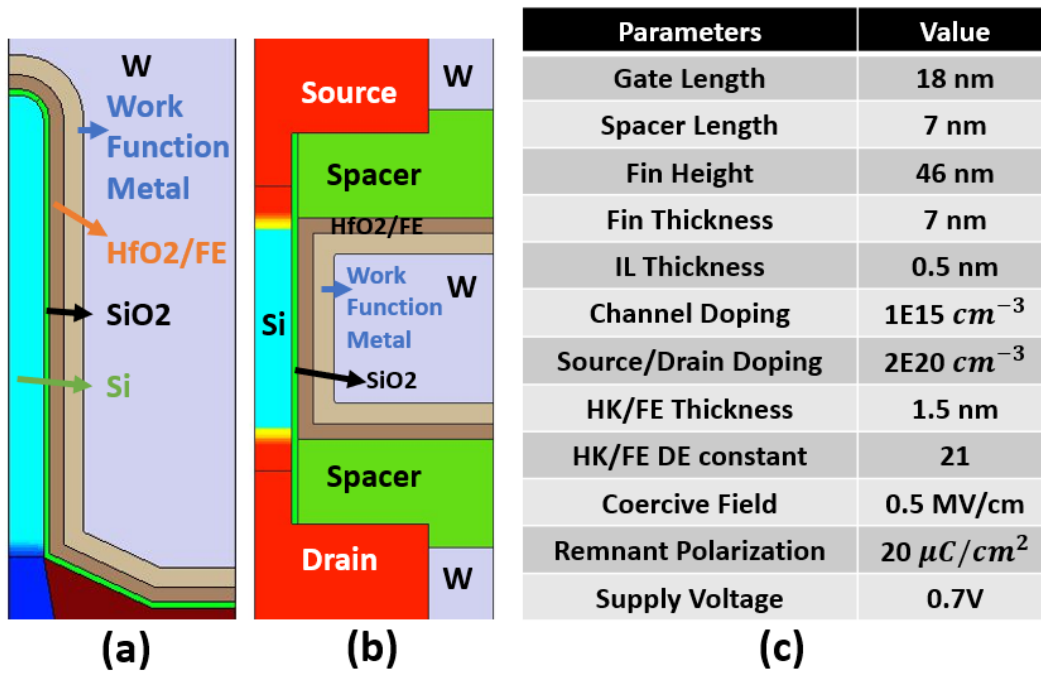 W
Work
Function
Metal
HfO2/FE
SiO2
Si
(a)
W
Source
Spacer
HfO2/FE
Work
W
Function
Metal
Si
SiO2
Spacer
Drain
W
(b)
Parameters Value
Gate Length 18 nm
Spacer Length 7 nm
Fin Height 46 nm
Fin Thickness 7 nm
IL Thickness 0.5 nm
Channel Doping 1E15 cm⁻³
Source/Drain Doping 2E20 cm⁻³
HK/FE Thickness 1.5 nm
HK/FE DE constant 21
Coercive Field 0.5 MV/cm
Remnant Polarization 20 μC/cm²
Supply Voltage 0.7V
(c)